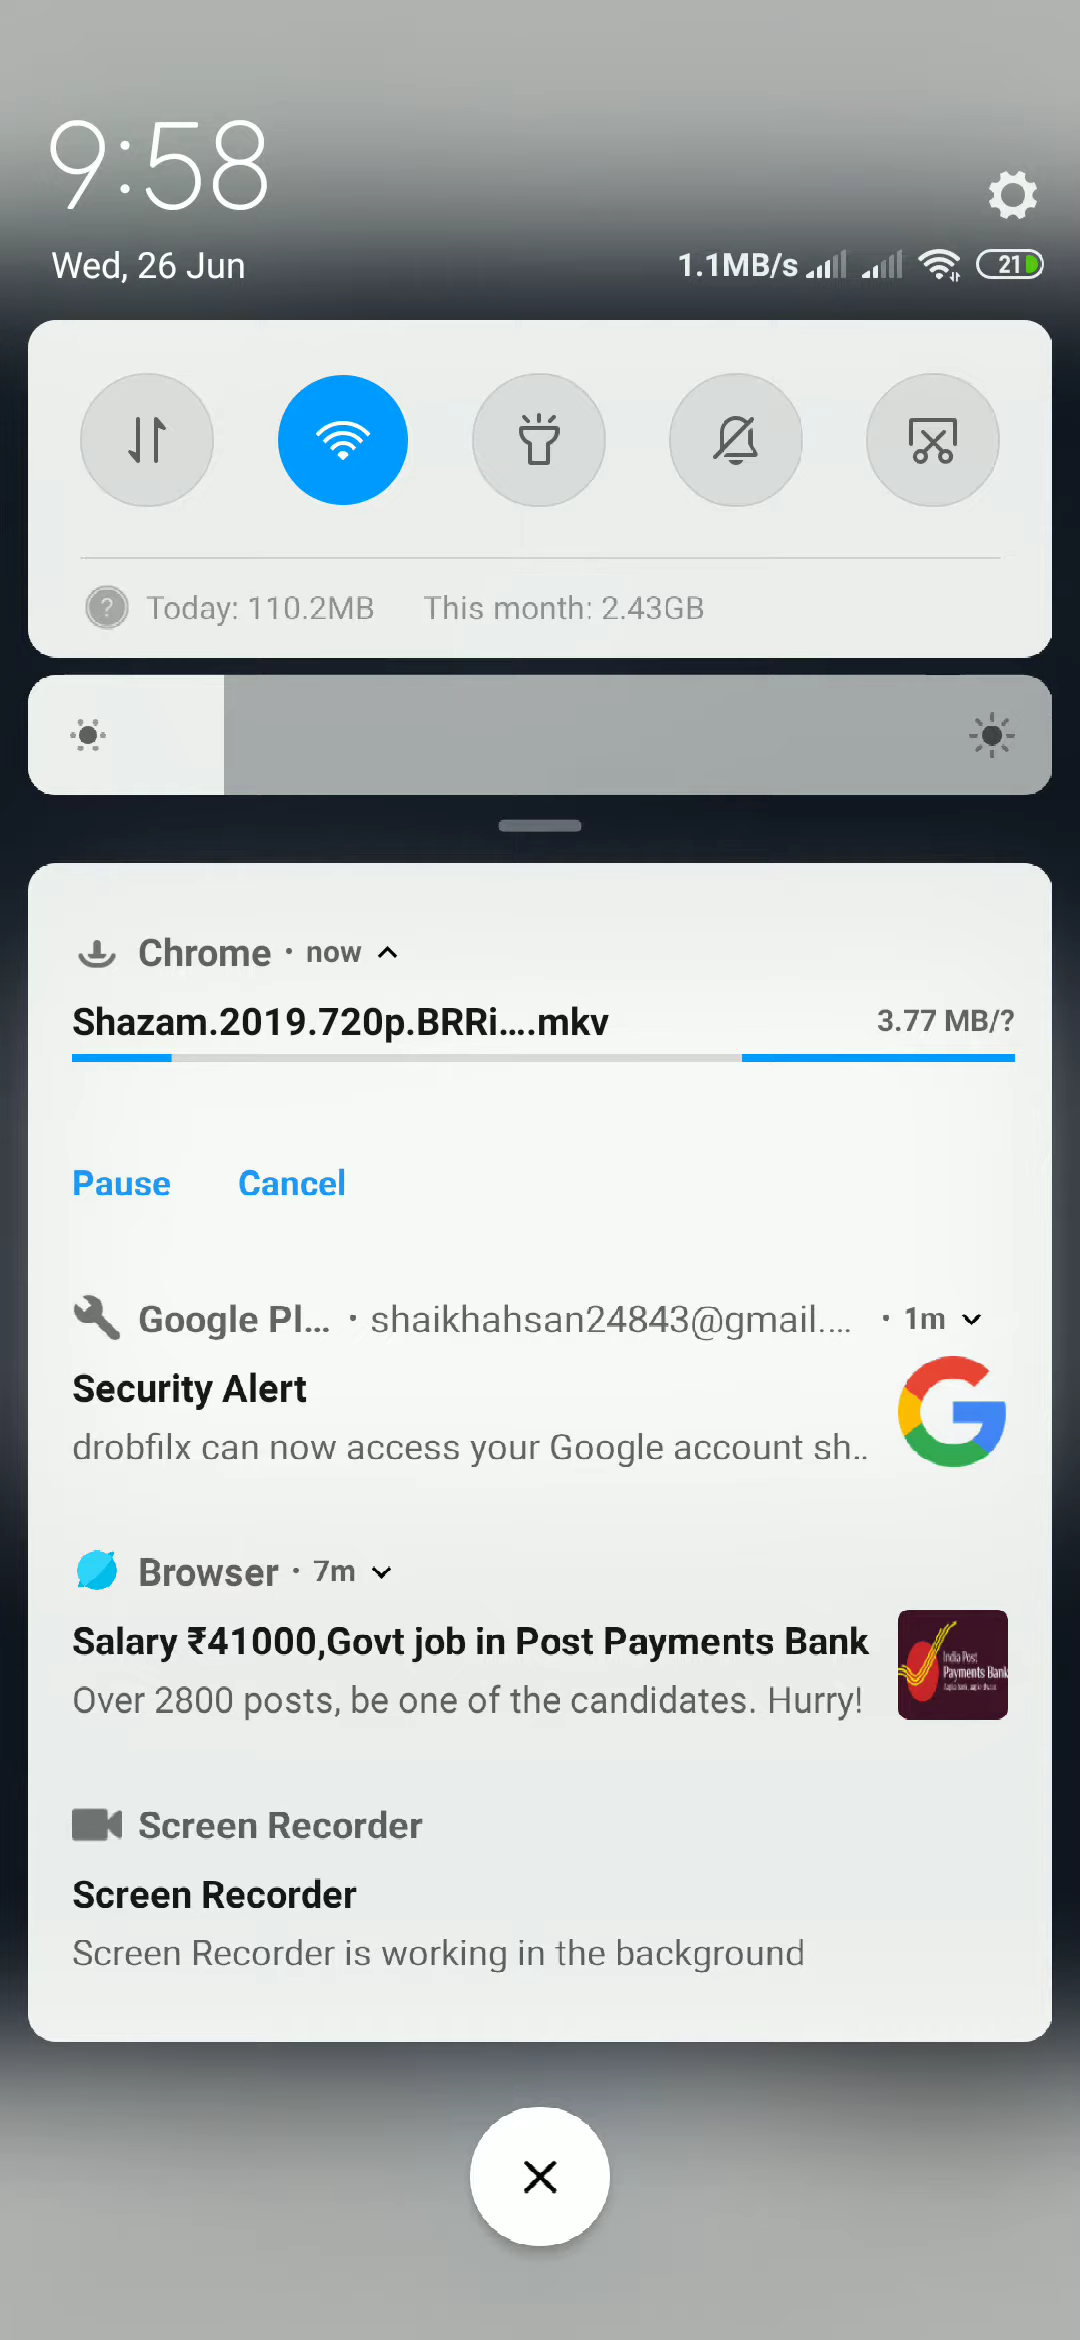 9:58
Wed, 26 Jun
1.1MB/s
21
Today: 110.2MB This month: 2.43GB
Chrome · now
Shazam.2019.720p.BRRi....mkv 3.77 MB/?
Pause Cancel
Google Pl... · shaikhahsan24843@gmail.... · 1m
Security Alert
drobfilx can now access your Google account sh..
Browser · 7m
Salary ₹41000,Govt job in Post Payments Bank
Over 2800 posts, be one of the candidates. Hurry!
India Post
Payments Bank
Screen Recorder
Screen Recorder
Screen Recorder is working in the background